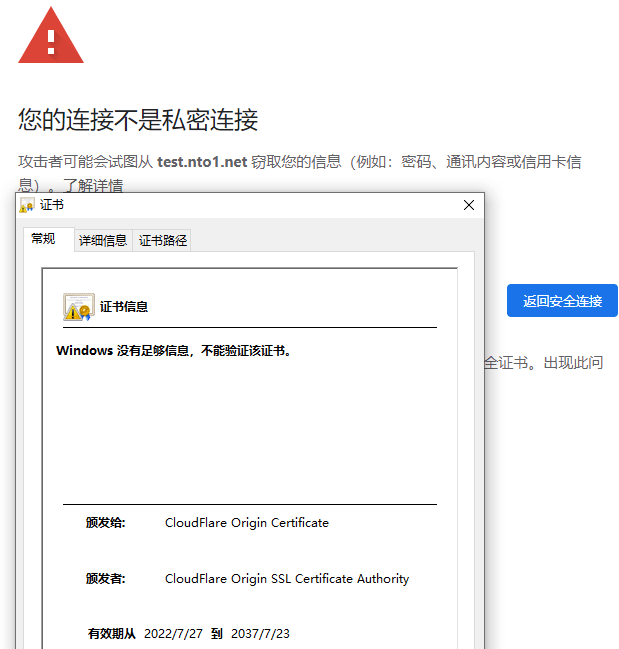 您的连接不是私密连接
攻击者可能会试图从 test.nto1.net 窃取您的信息（例如：密码、通讯内容或信用卡信
息）。了解详情
证书
常规 详细信息 证书路径
证书信息
返回安全连接
Windows 没有足够信息，不能验证该证书。
全证书。出现此问
颁发给: CloudFlare Origin Certificate
颁发者: CloudFlare Origin SSL Certificate Authority
有效期从 2022/7/27 到 2037/7/23